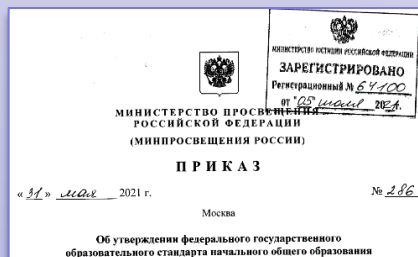 МИНИСТЕРСТВО ЮСТИЦИИ РОССИЙСКОЙ ФЕДЕРАЦИИ
ЗАРЕГИСТРИРОВАНО
Регистрационный № 64100
от "05 июля 2021.
МИНИСТЕРСТВО ПРОСВЕЩЕНИЯ
РОССИЙСКОЙ ФЕДЕРАЦИИ
(МИНПРОСВЕЩЕНИЯ РОССИИ)
ПРИКАЗ
« 31 » мая 2021 г. № 286
Москва
Об утверждении федерального государственного
образовательного стандарта начального общего образования